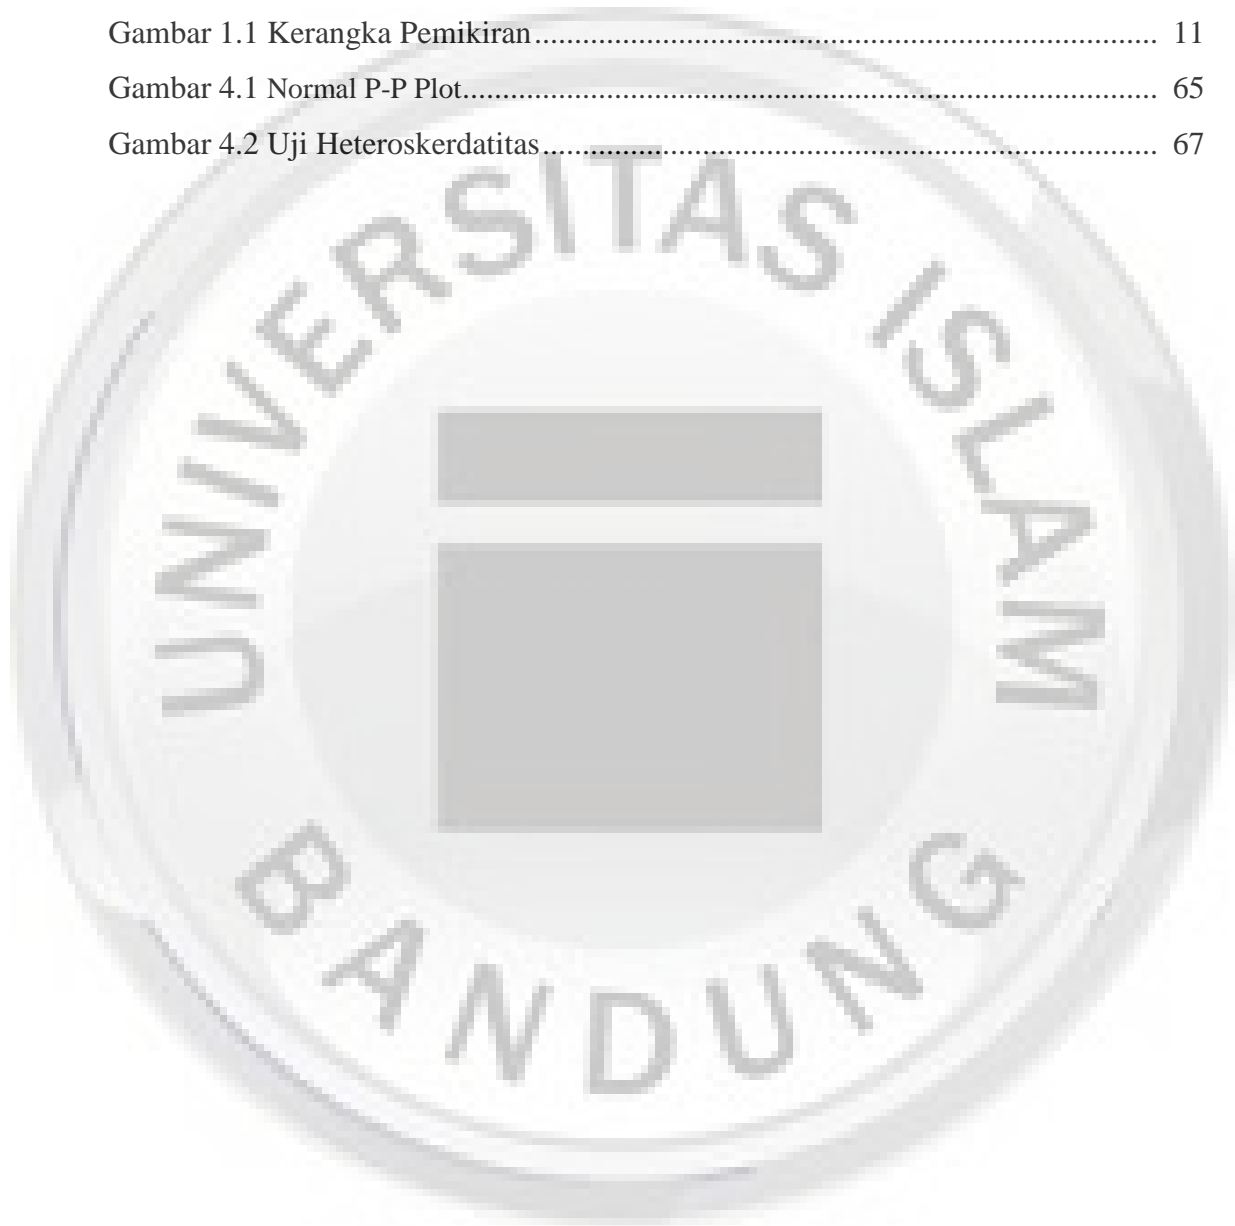 Gambar 1.1 Kerangka Pemikiran........................................................................... 11
Gambar 4.1 Normal P-P Plot.................................................................................... 65
Gambar 4.2 Uji Heteroskerdatitas.......................................................................... 67
UNIVERSITAS ISLAM
BANDUNG